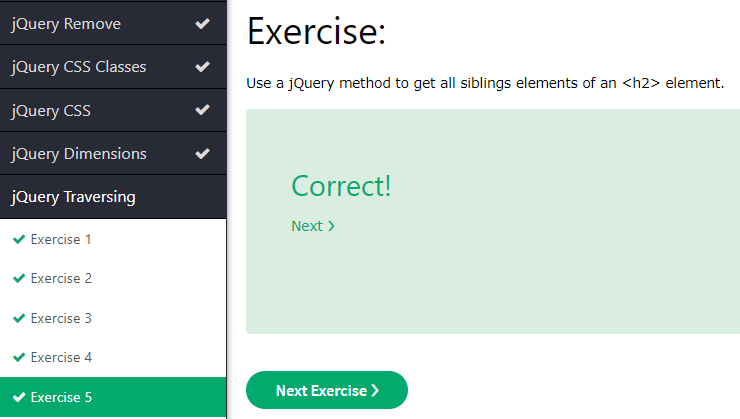 jQuery Remove
jQuery CSS Classes
jQuery CSS
jQuery Dimensions
jQuery Traversing
Exercise 1
Exercise 2
Exercise 3
Exercise 4
Exercise 5
Exercise:
Use a jQuery method to get all siblings elements of an <h2> element.
Correct!
Next ❯
Next Exercise ❯